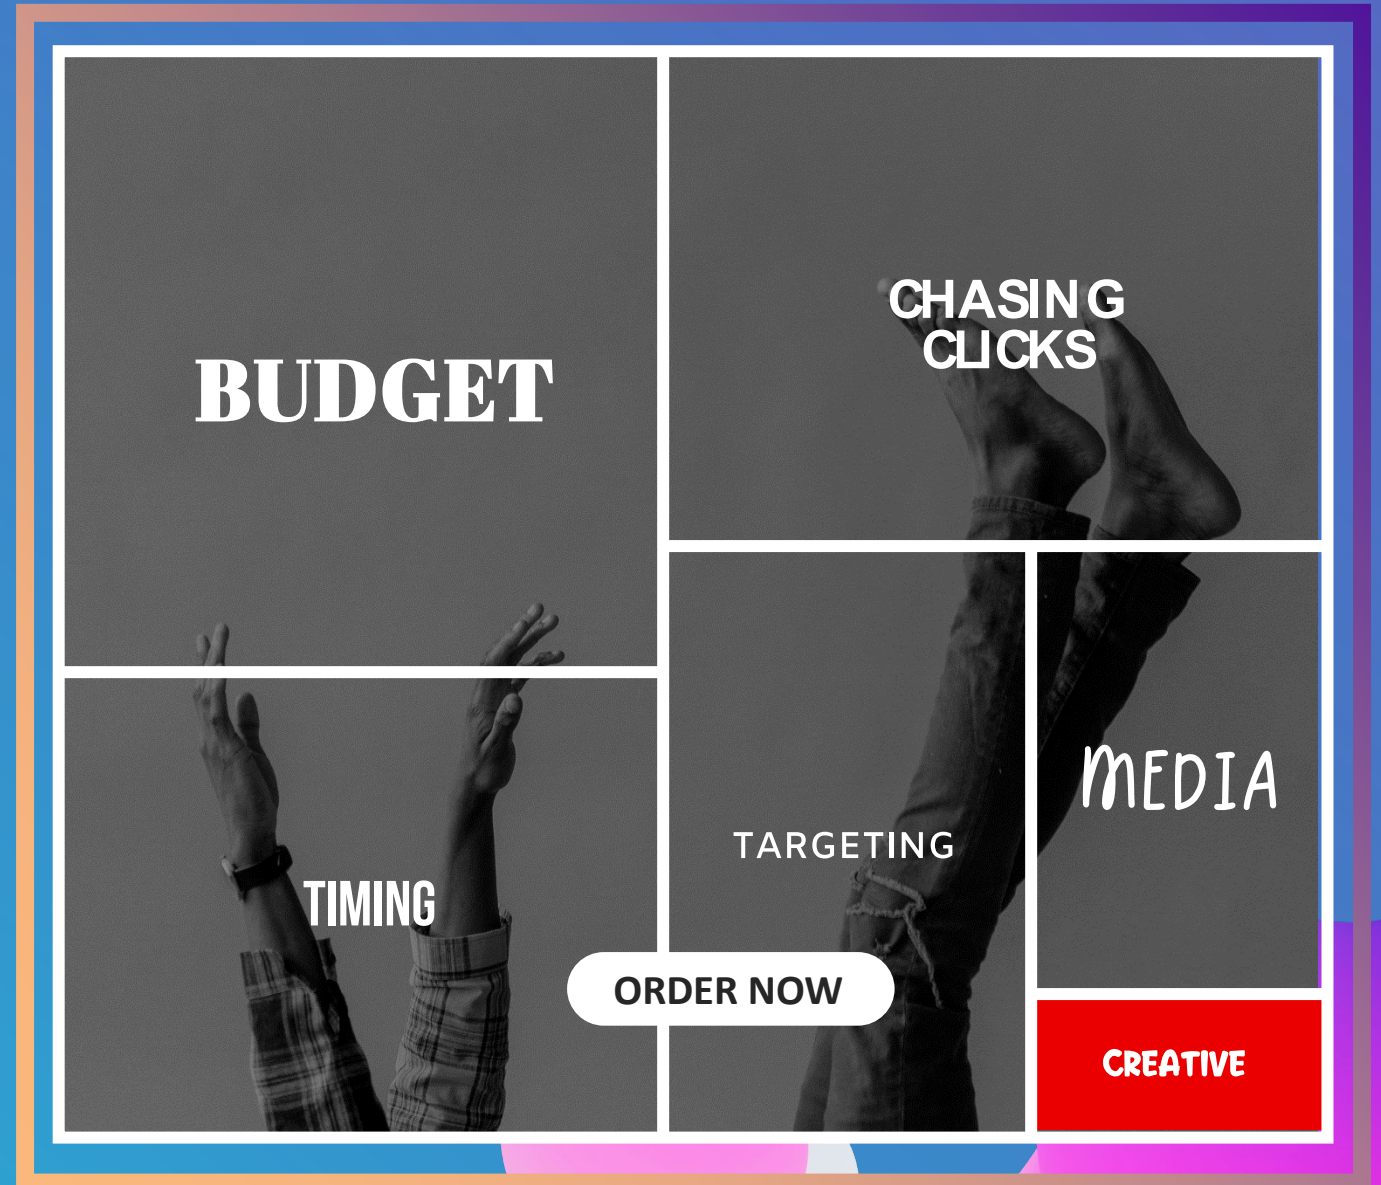 BUDGET
CHASING
CLICKS
TIMING
TARGETING
MEDIA
ORDER NOW
CREATIVE